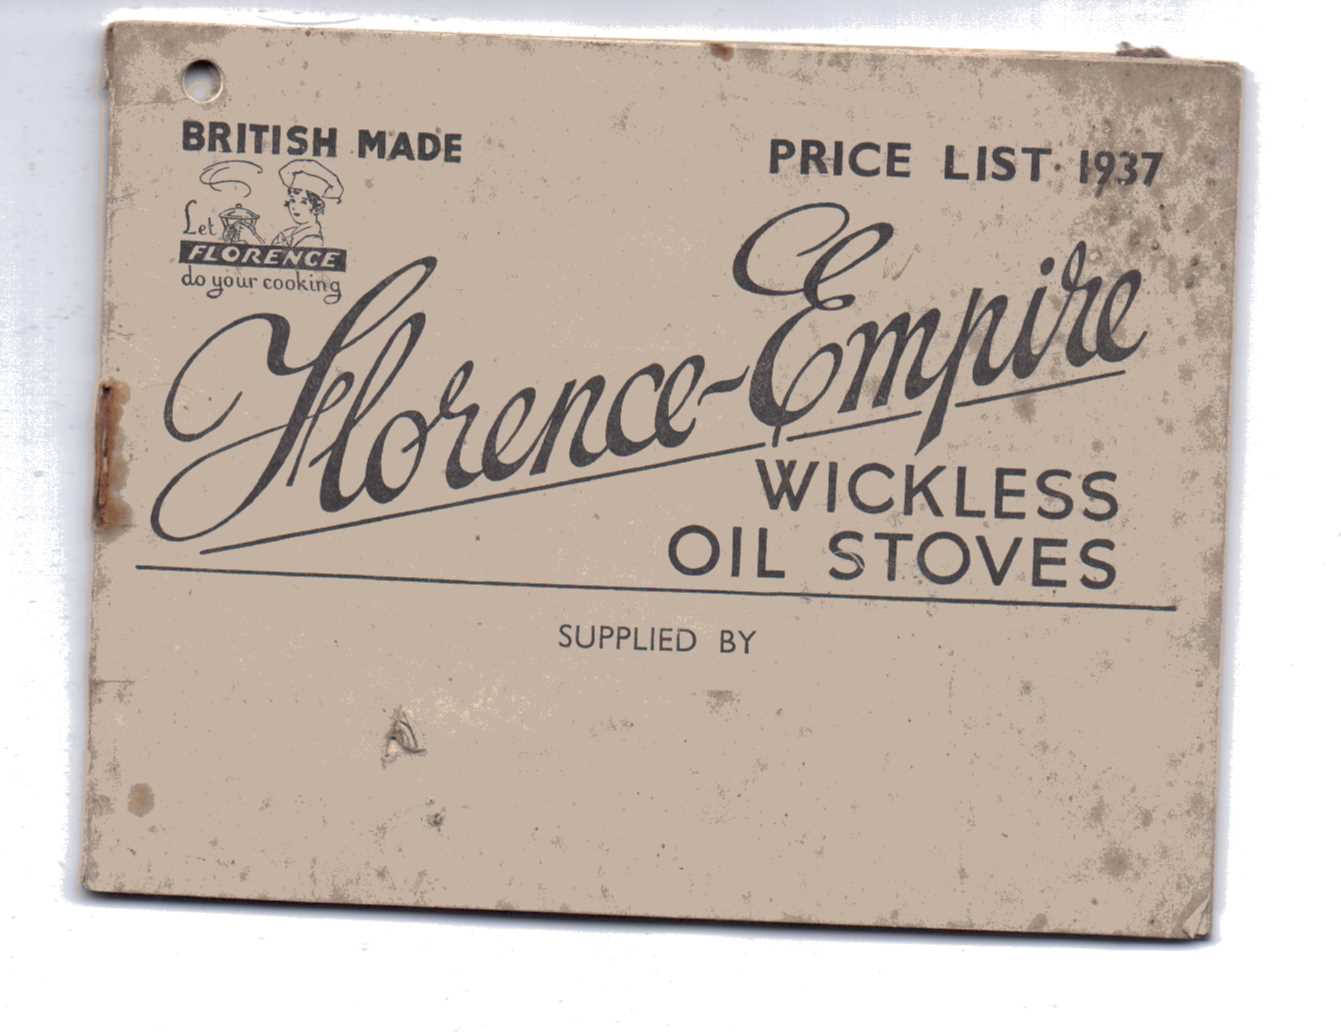 BRITISH MADE
PRICE LIST 1937
Let
FLORENCE
do your cooking
Florence-Empire
WICKLESS
OIL STOVES
SUPPLIED BY